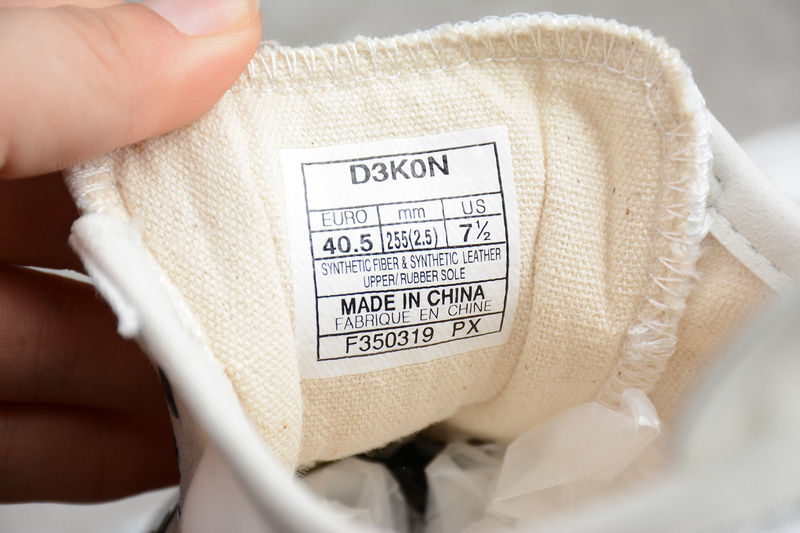 D3K0N
EURO mm US
40.5 255(2.5) 7½
SYNTHETIC FIBER & SYNTHETIC LEATHER
UPPER/RUBBER SOLE
MADE IN CHINA
FABRIQUE EN CHINE
F350319 PX